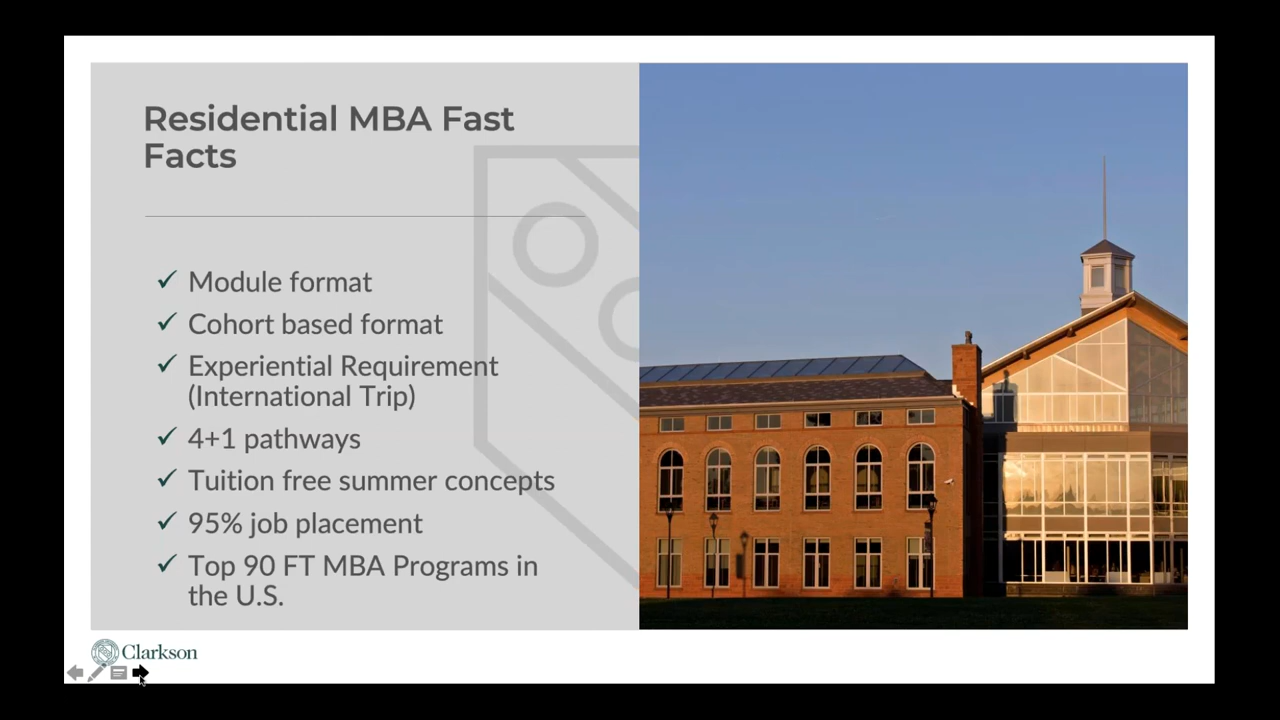 Residential MBA Fast
Facts
Module format
Cohort based format
Experiential Requirement
(International Trip)
4+1 pathways
Tuition free summer concepts
95% job placement
Top 90 FT MBA Programs in
the U.S.
Clarkson